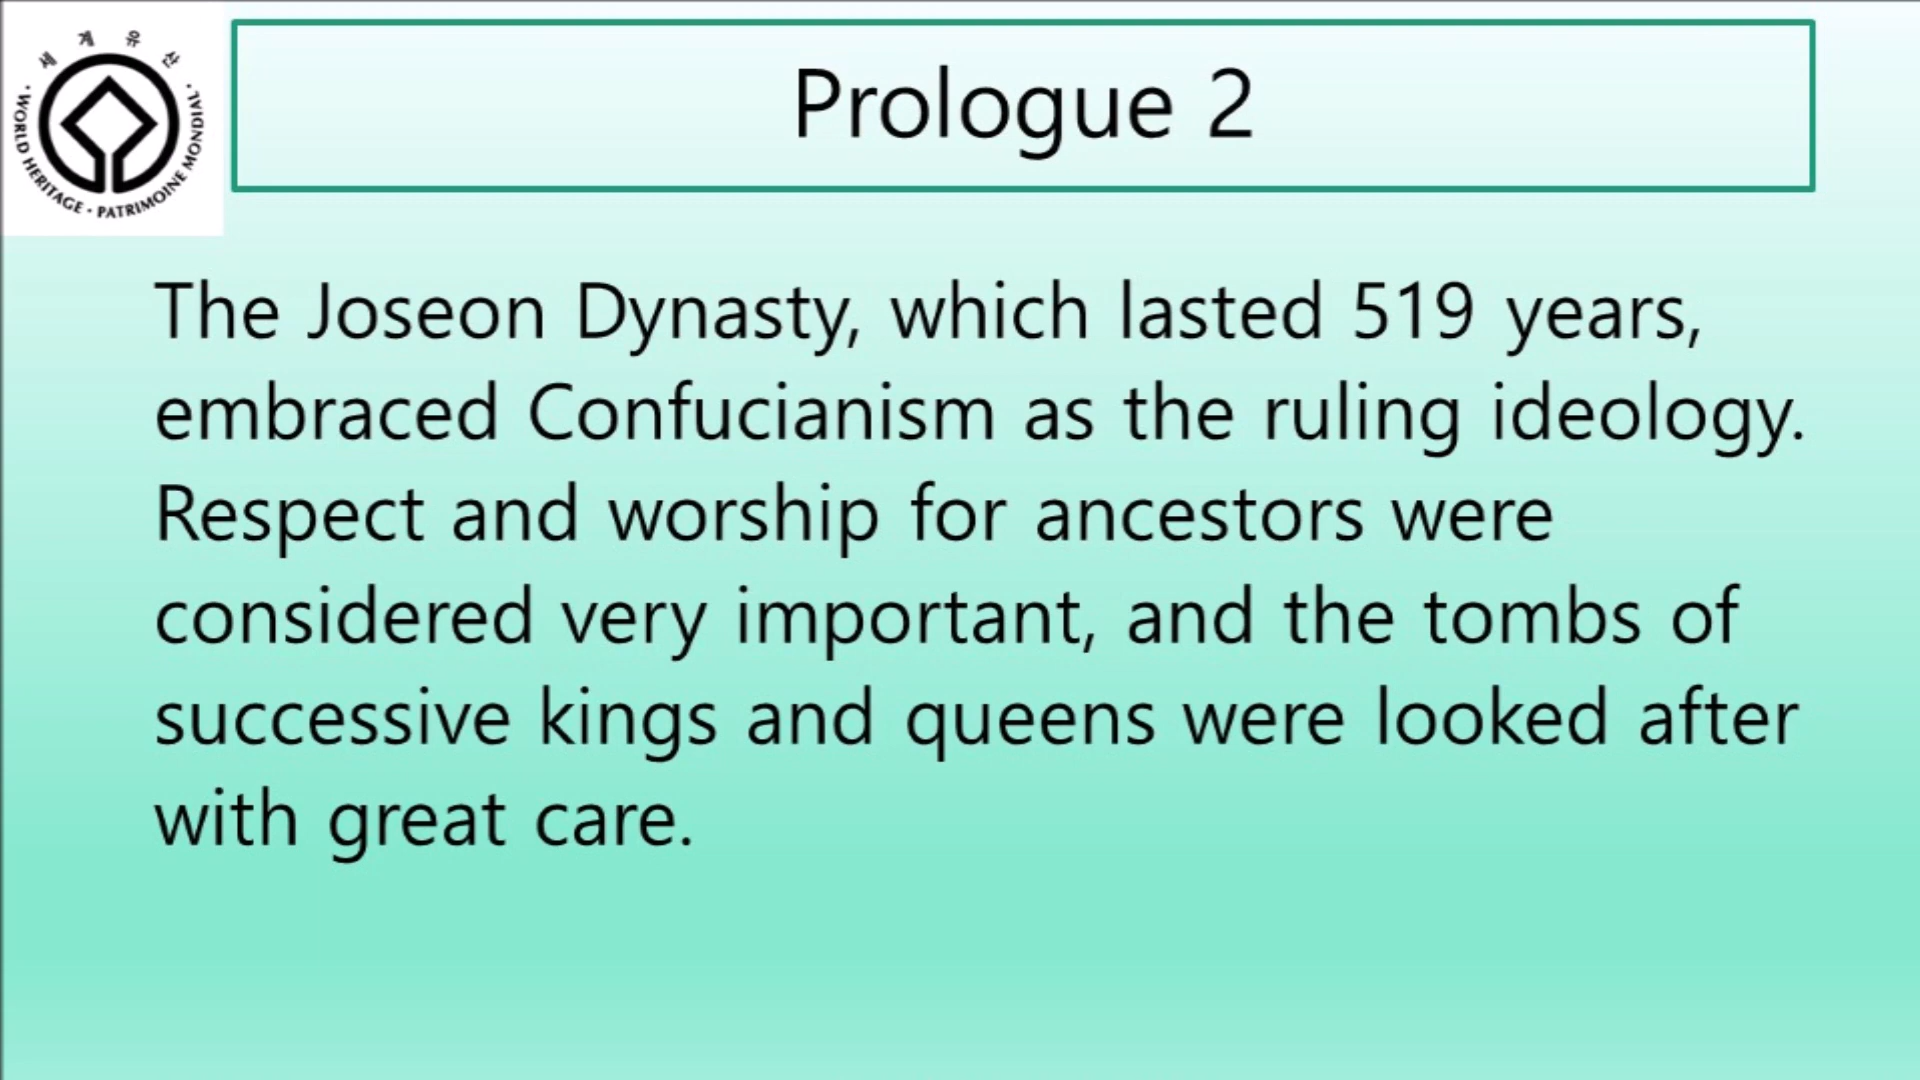 세계유산
· WORLD HERITAGE · PATRIMOINE MONDIAL ·
Prologue 2
The Joseon Dynasty, which lasted 519 years,
embraced Confucianism as the ruling ideology.
Respect and worship for ancestors were
considered very important, and the tombs of
successive kings and queens were looked after
with great care.